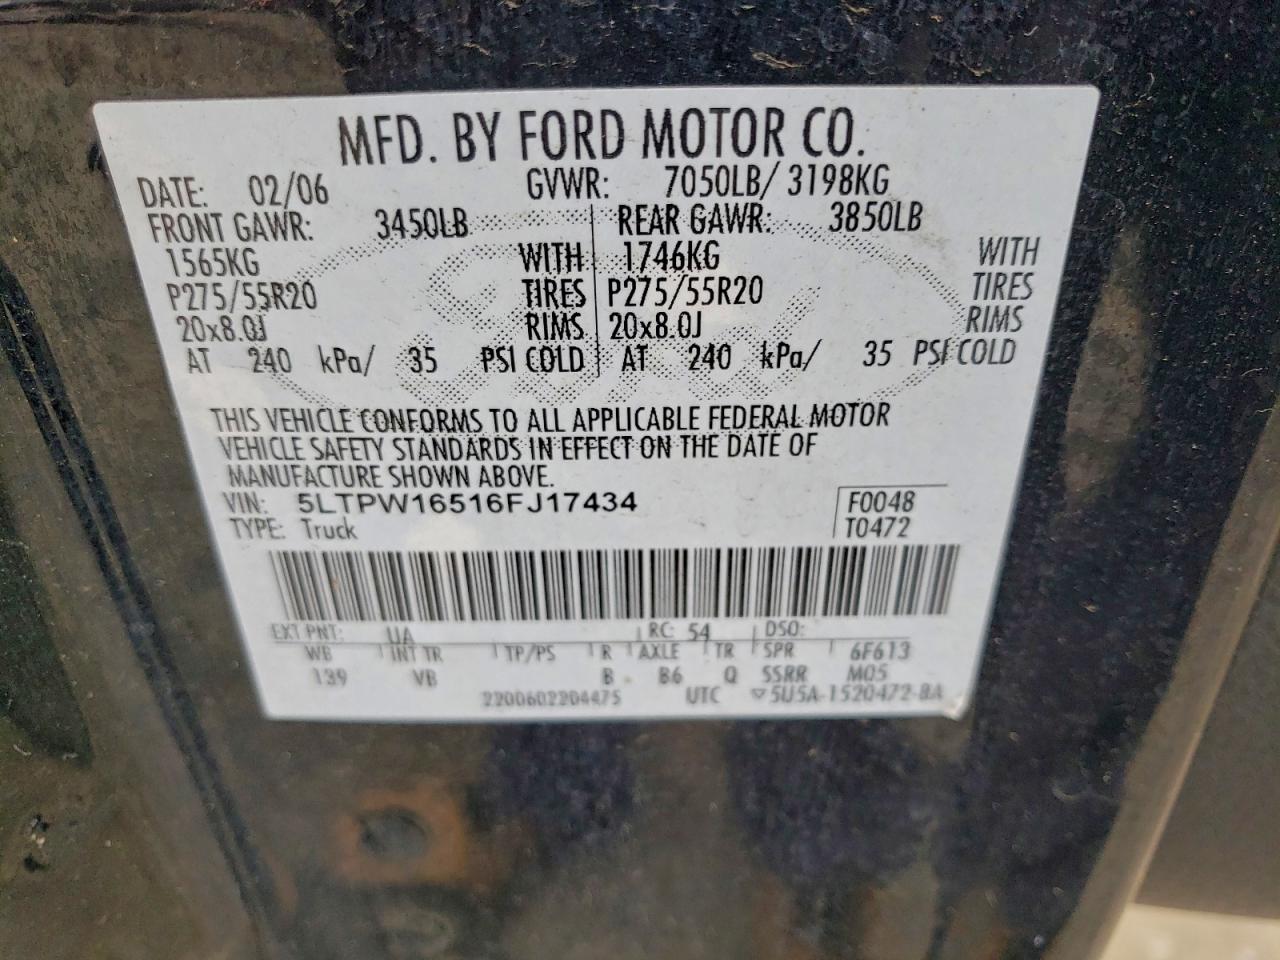 MFD. BY FORD MOTOR CO.
DATE: 02/06 GVWR: 7050LB/ 3198KG
FRONT GAWR: 3450LB REAR GAWR: 3850LB
1565KG WITH 1746KG WITH
P275/55R20 TIRES P275/55R20 TIRES
20x8.0J RIMS 20x8.0J RIMS
AT 240 kPa/ 35 PSI COLD AT 240 kPa/ 35 PSI COLD
THIS VEHICLE CONFORMS TO ALL APPLICABLE FEDERAL MOTOR
VEHICLE SAFETY STANDARDS IN EFFECT ON THE DATE OF
MANUFACTURE SHOWN ABOVE.
VIN: 5LTPW16516FJ17434 F0048
TYPE: Truck T0472
EXT PNT: UA RC: 54 DSO:
WB INT TR TP/PS R AXLE TR SPR 6F613
139 VB B B6 Q SSRR M05
2200602204475 UTC ▽5U5A-1520472-BA